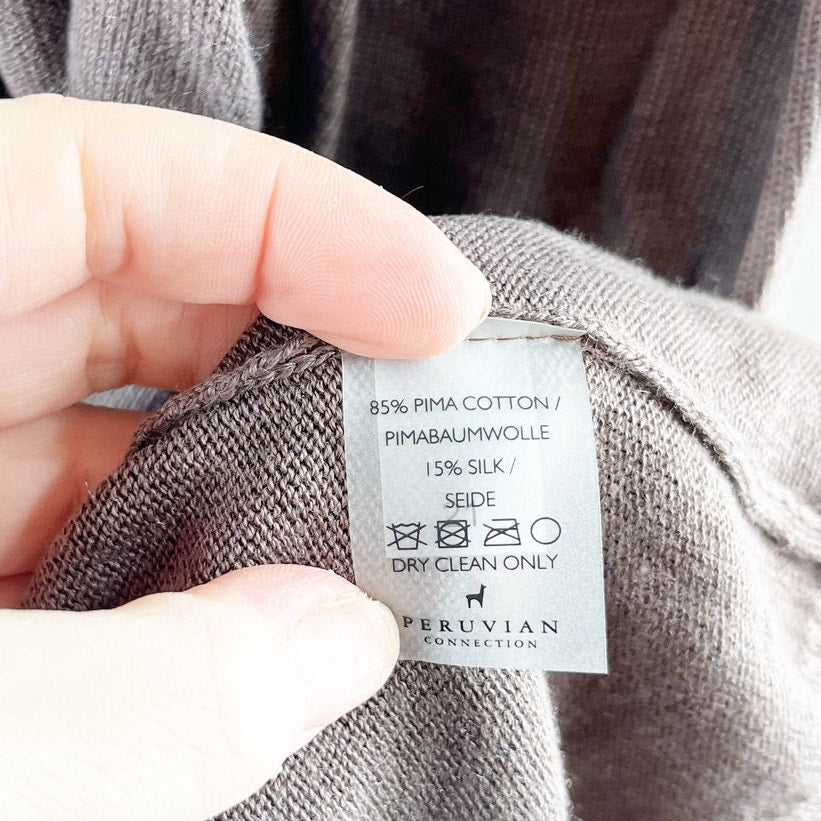 85% PIMA COTTON /
PIMABAUMWOLLE
15% SILK /
SEIDE
DRY CLEAN ONLY
PERUVIAN
CONNECTION